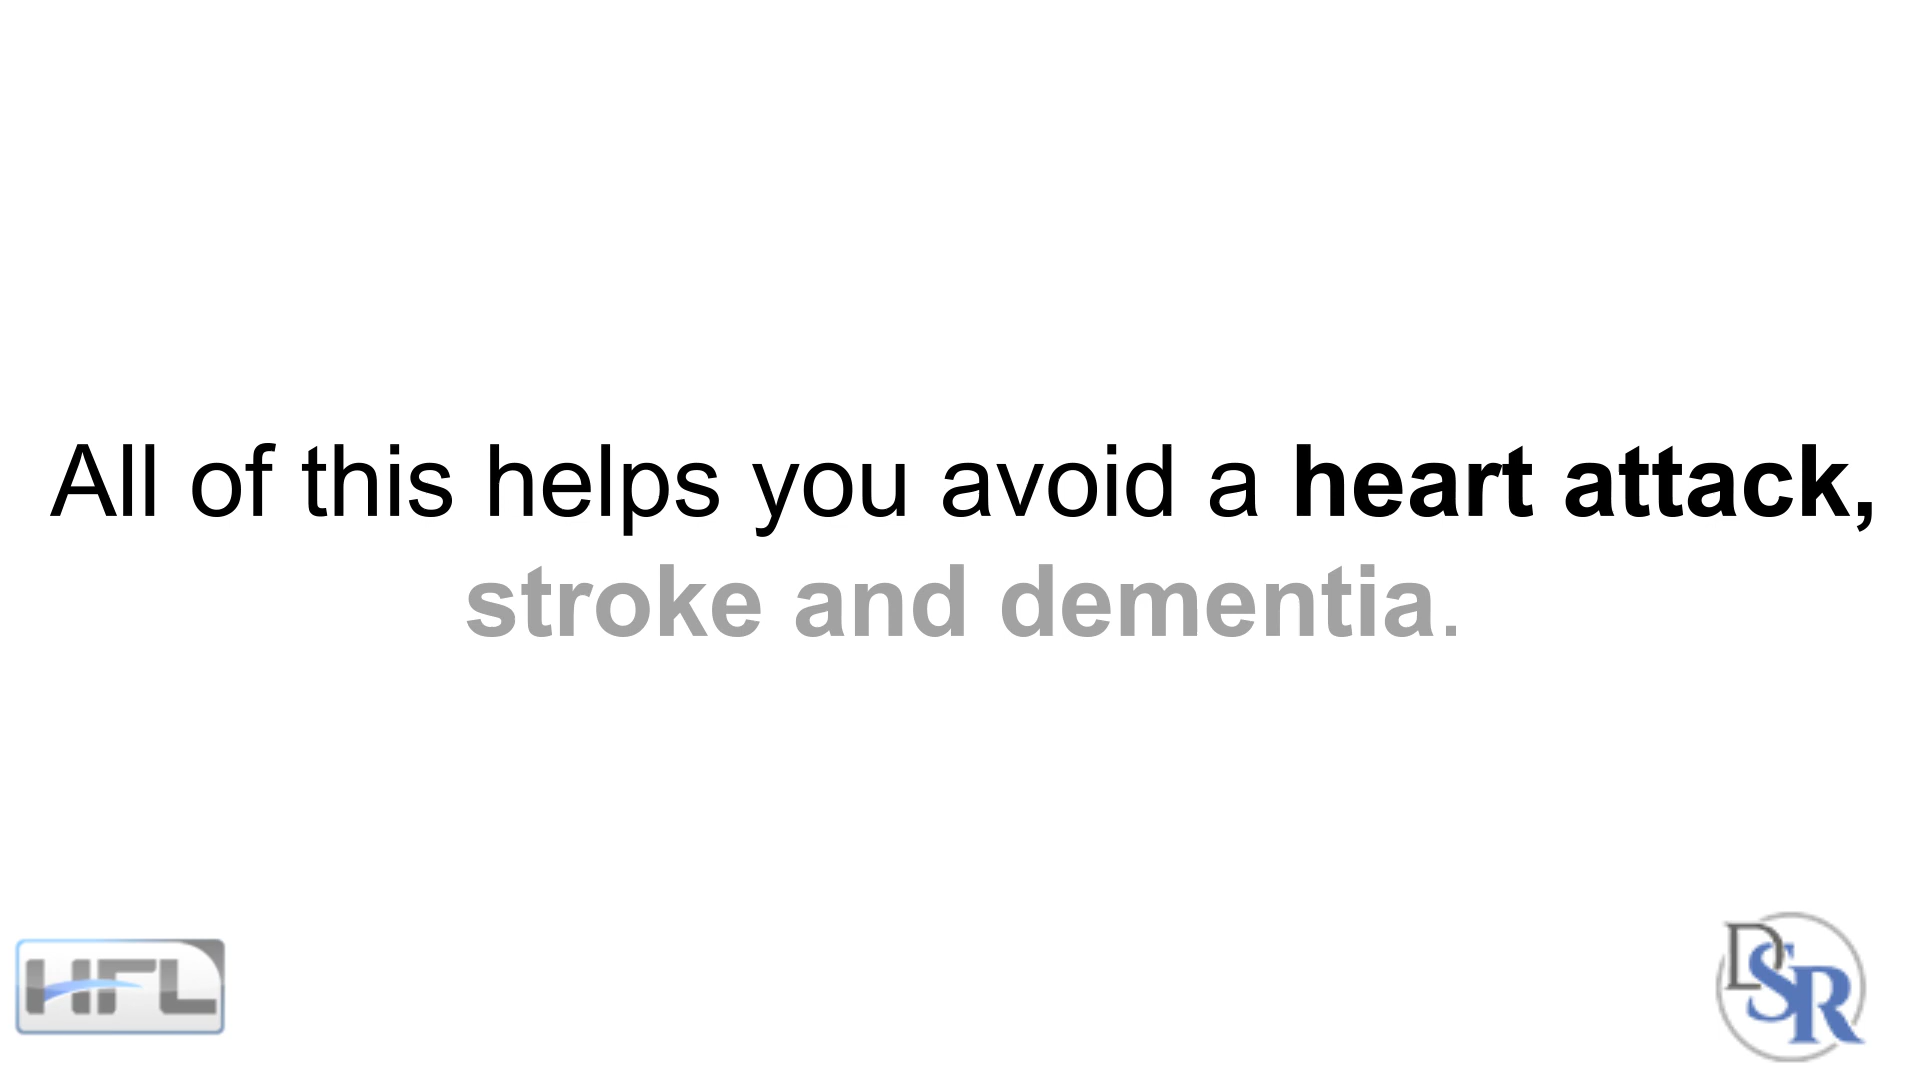 All of this helps you avoid a heart attack,
stroke and dementia.
HFL
DSR